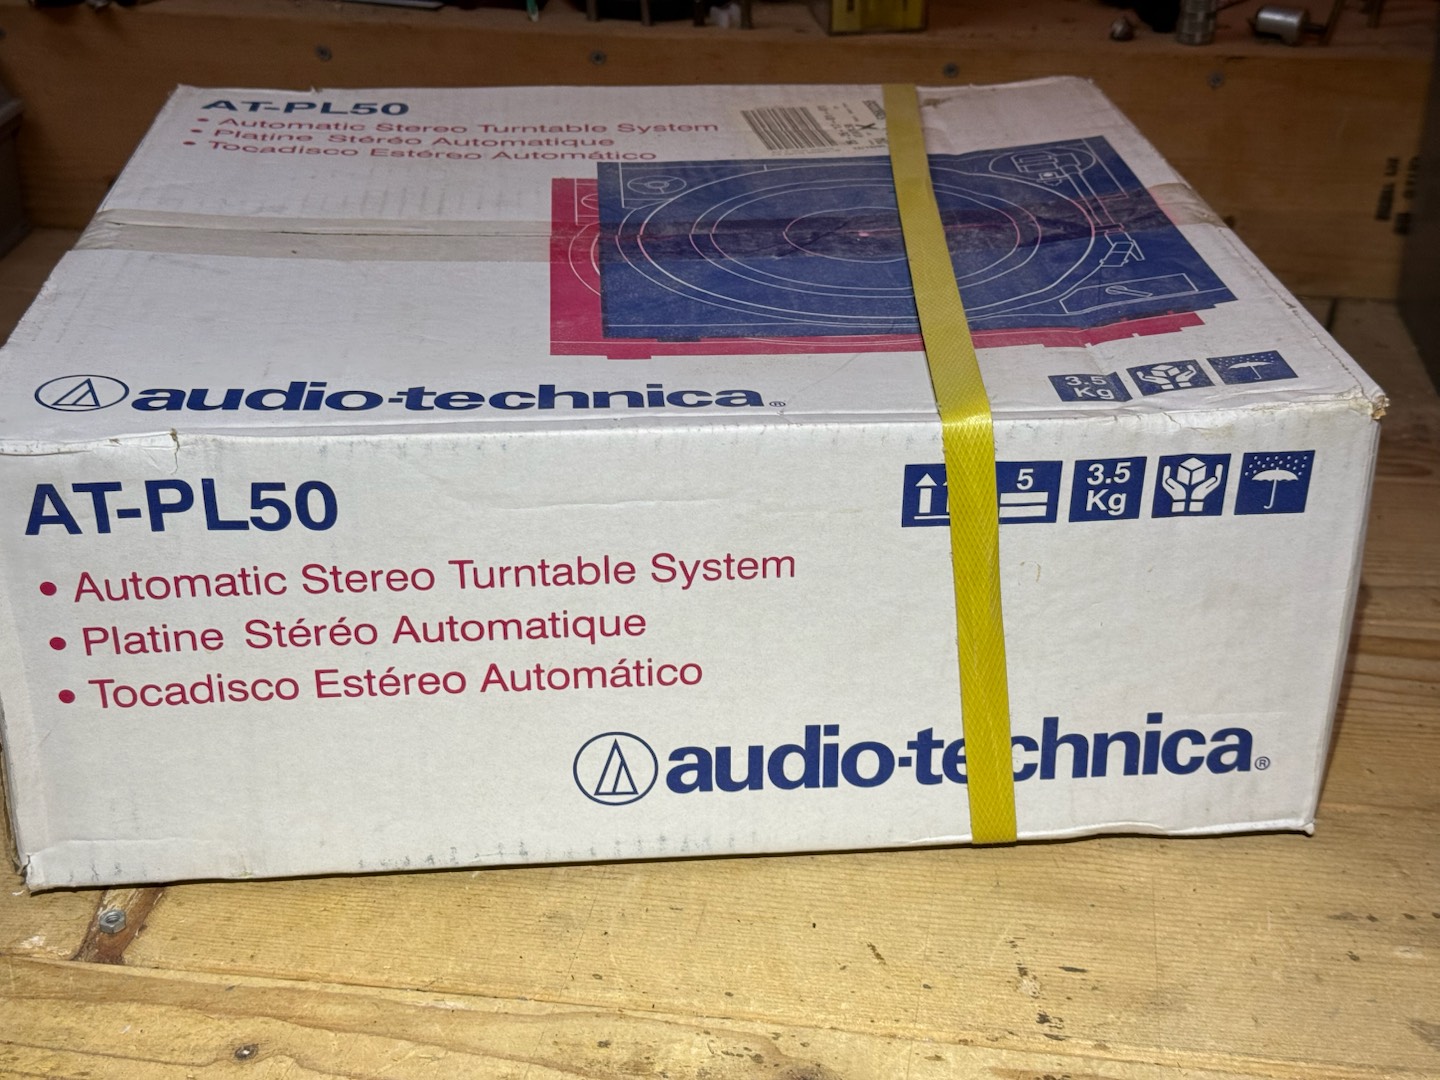 AT-PL50
• Automatic Stereo Turntable System
• Platine Stéréo Automatique
• Tocadisco Estéreo Automático
audio-technica®
3.5
Kg
AT-PL50
• Automatic Stereo Turntable System
• Platine Stéréo Automatique
• Tocadisco Estéreo Automático
5
3.5
Kg
audio-technica®